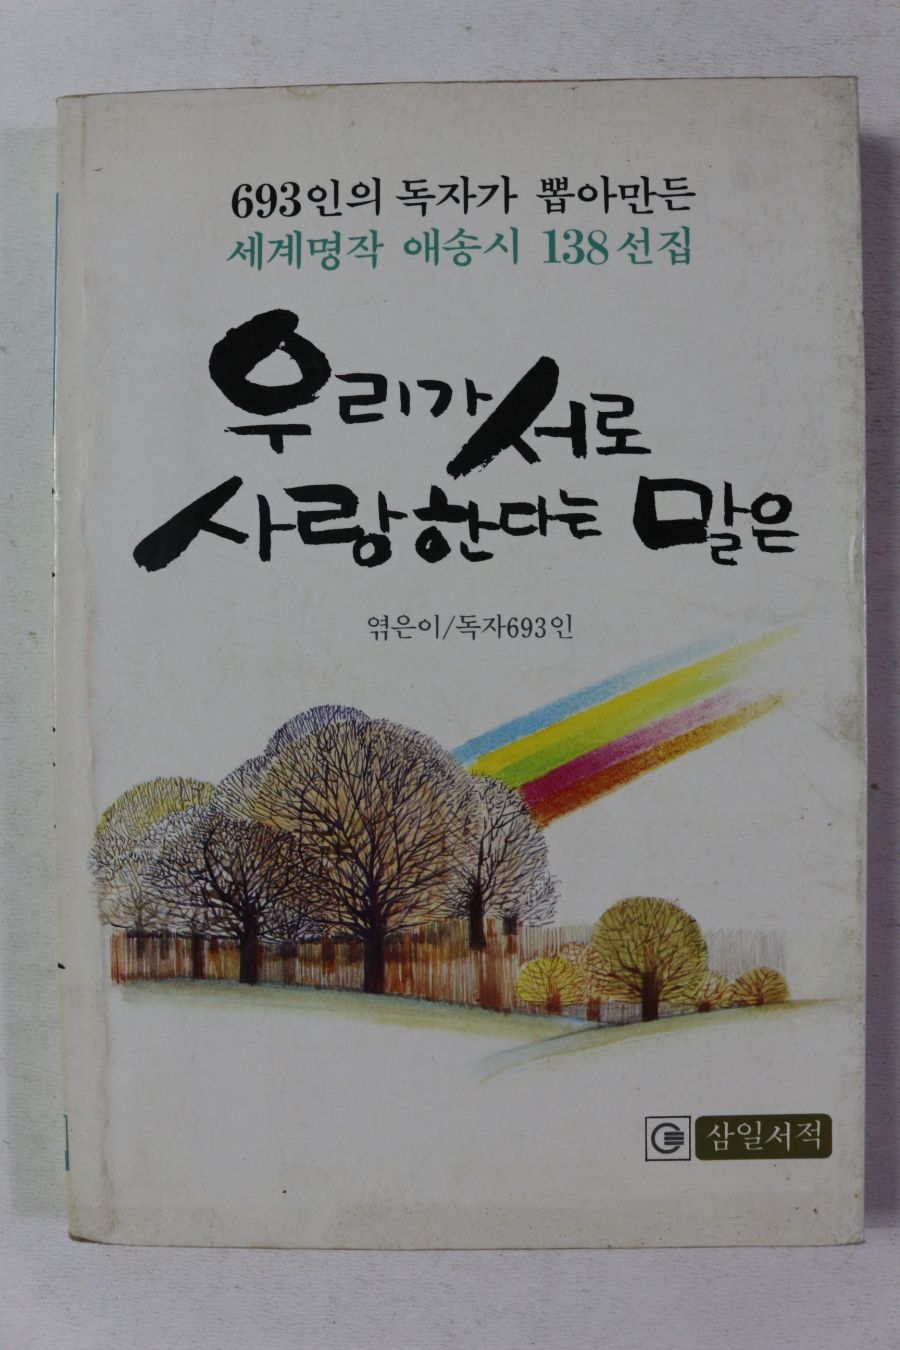 693인의 독자가 뽑아만든
세계명작 애송시 138선집
우리가 서로
사랑한다는 말은
엮은이/독자693인
삼일서적